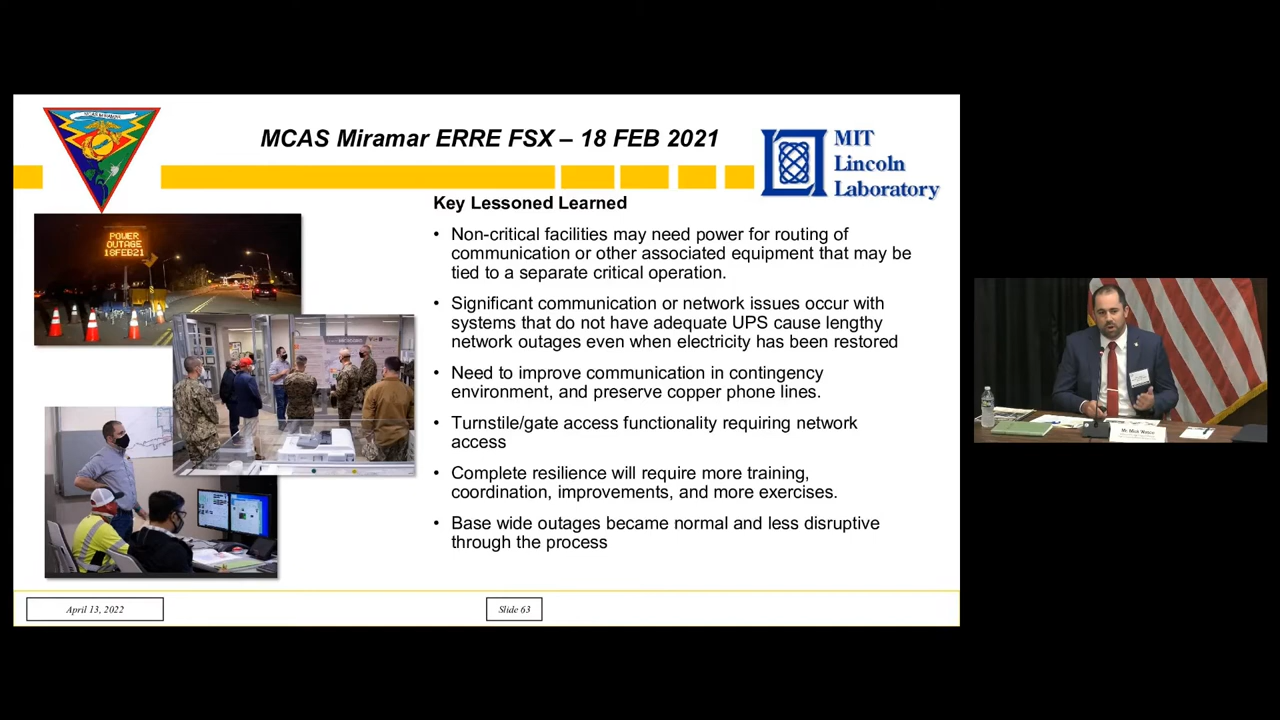 MCAS MIRAMAR
MCAS Miramar ERRE FSX – 18 FEB 2021
MIT
Lincoln
Laboratory
POWER
OUTAGE
18FEB21
Key Lessoned Learned
• Non-critical facilities may need power for routing of
communication or other associated equipment that may be
tied to a separate critical operation.
• Significant communication or network issues occur with
systems that do not have adequate UPS cause lengthy
network outages even when electricity has been restored
• Need to improve communication in contingency
environment, and preserve copper phone lines.
• Turnstile/gate access functionality requiring network
access
• Complete resilience will require more training,
coordination, improvements, and more exercises.
• Base wide outages became normal and less disruptive
through the process
April 13, 2022
Slide 63
Mr. Mick